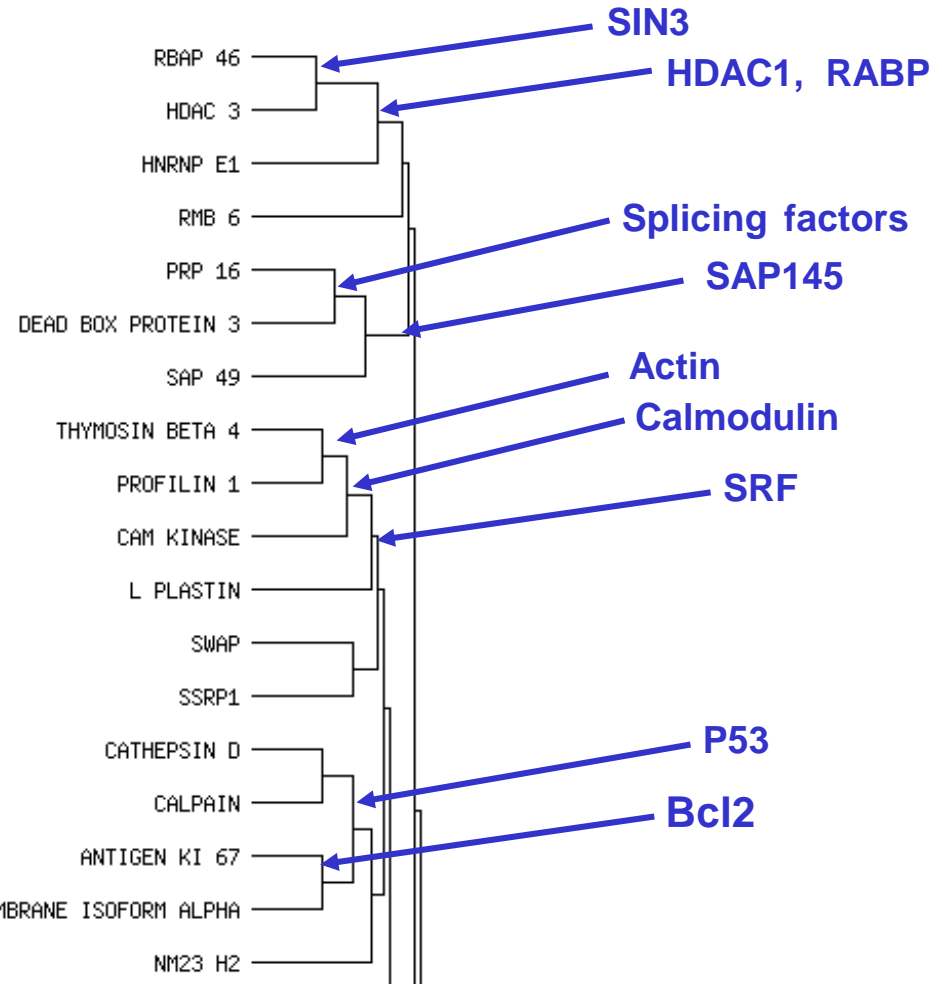 SIN3
RBAP 46
HDAC1, RABP
HDAC 3
HNRNP E1
RMB 6
Splicing factors
PRP 16
SAP145
DEAD BOX PROTEIN 3
SAP 49
Actin
Calmodulin
THYMOSIN BETA 4
PROFILIN 1
SRF
CAM KINASE
L PLASTIN
SWAP
SSRP1
CATHEPSIN D
P53
CALPAIN
Bcl2
ANTIGEN KI 67
ISOFORM ALPHA
NM23 H2